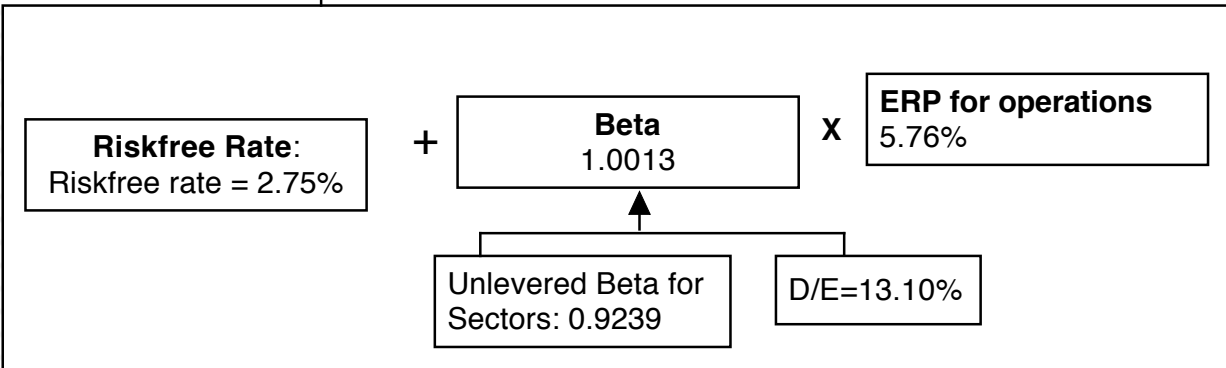 Riskfree Rate:
Riskfree rate = 2.75%
+
Beta
1.0013
X
ERP for operations
5.76%
Unlevered Beta for
Sectors: 0.9239
D/E=13.10%